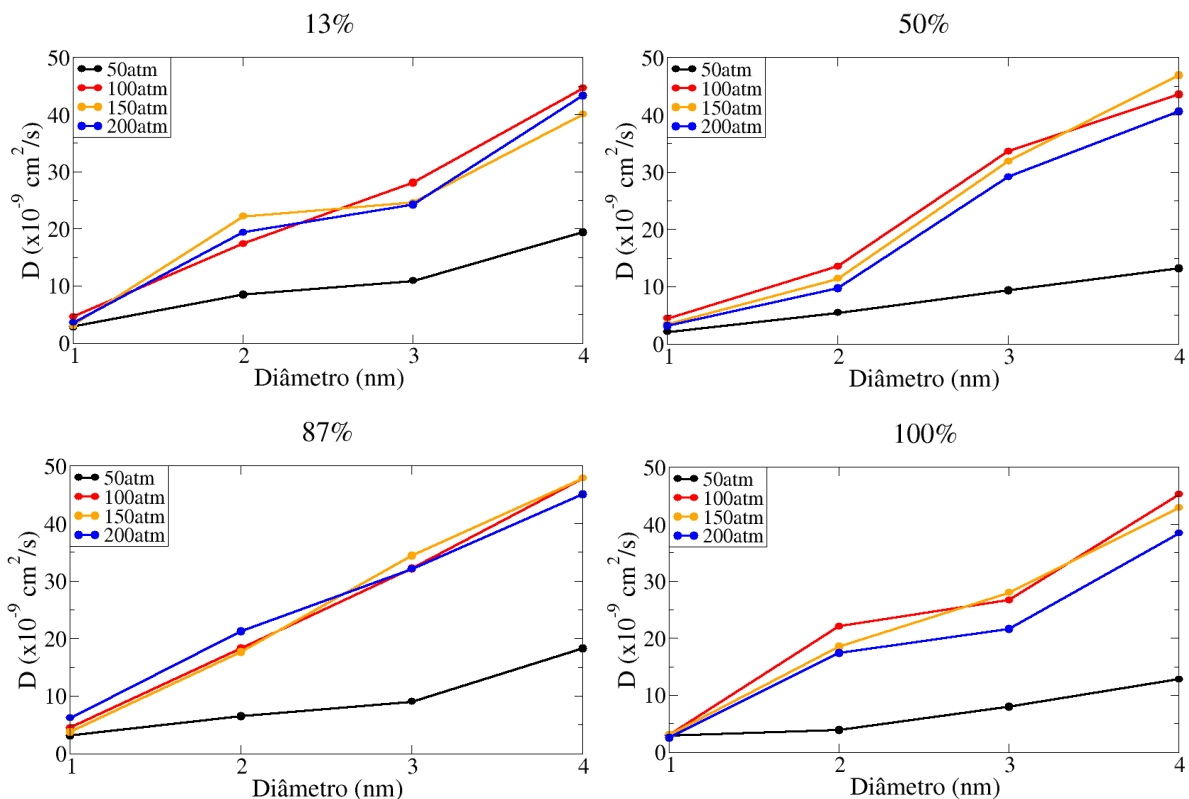 13%
50
40
30
20
10
0
D (x10⁻⁹ cm²/s)
50atm
100atm
150atm
200atm
1 2 3 4
Diâmetro (nm)
50%
50
40
30
20
10
0
D (x10⁻⁹ cm²/s)
50atm
100atm
150atm
200atm
1 2 3 4
Diâmetro (nm)
87%
50
40
30
20
10
0
D (x10⁻⁹ cm²/s)
50atm
100atm
150atm
200atm
1 2 3 4
Diâmetro (nm)
100%
50
40
30
20
10
0
D (x10⁻⁹ cm²/s)
50atm
100atm
150atm
200atm
1 2 3 4
Diâmetro (nm)